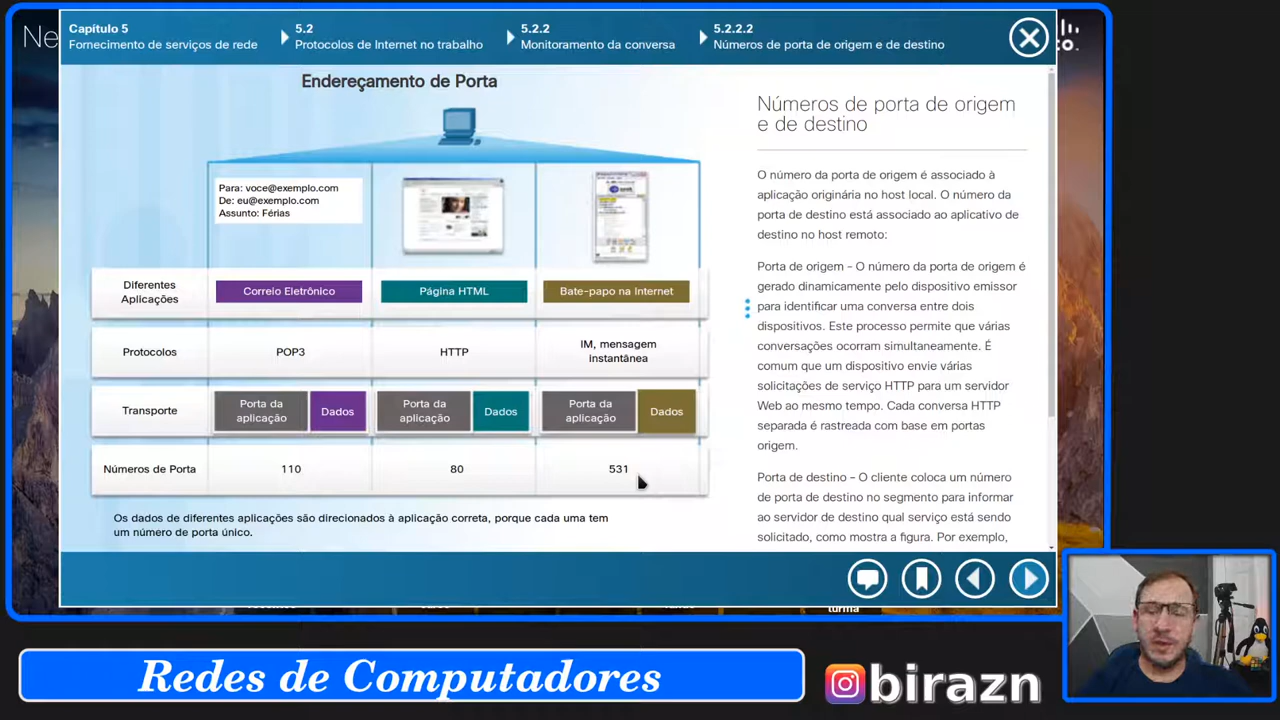 Ne
Capítulo 5
Fornecimento de serviços de rede
5.2
Protocolos de Internet no trabalho
5.2.2
Monitoramento da conversa
5.2.2.2
Números de porta de origem e de destino
o.
Endereçamento de Porta
Para: voce@exemplo.com
De: eu@exemplo.com
Assunto: Férias
Diferentes
Aplicações
Correio Eletrônico
Página HTML
Bate-papo na Internet
Protocolos
POP3
HTTP
IM, mensagem
instantânea
Transporte
Porta da
aplicação
Dados
Porta da
aplicação
Dados
Porta da
aplicação
Dados
Números de Porta
110
80
531
Os dados de diferentes aplicações são direcionados à aplicação correta, porque cada uma tem
um número de porta único.
Números de porta de origem
e de destino
O número da porta de origem é associado à
aplicação originária no host local. O número da
porta de destino está associado ao aplicativo de
destino no host remoto:
Porta de origem - O número da porta de origem é
gerado dinamicamente pelo dispositivo emissor
para identificar uma conversa entre dois
dispositivos. Este processo permite que várias
conversações ocorram simultaneamente. É
comum que um dispositivo envie várias
solicitações de serviço HTTP para um servidor
Web ao mesmo tempo. Cada conversa HTTP
separada é rastreada com base em portas
origem.
Porta de destino - O cliente coloca um número
de porta de destino no segmento para informar
ao servidor de destino qual serviço está sendo
solicitado, como mostra a figura. Por exemplo,
turma
Redes de Computadores
birazn